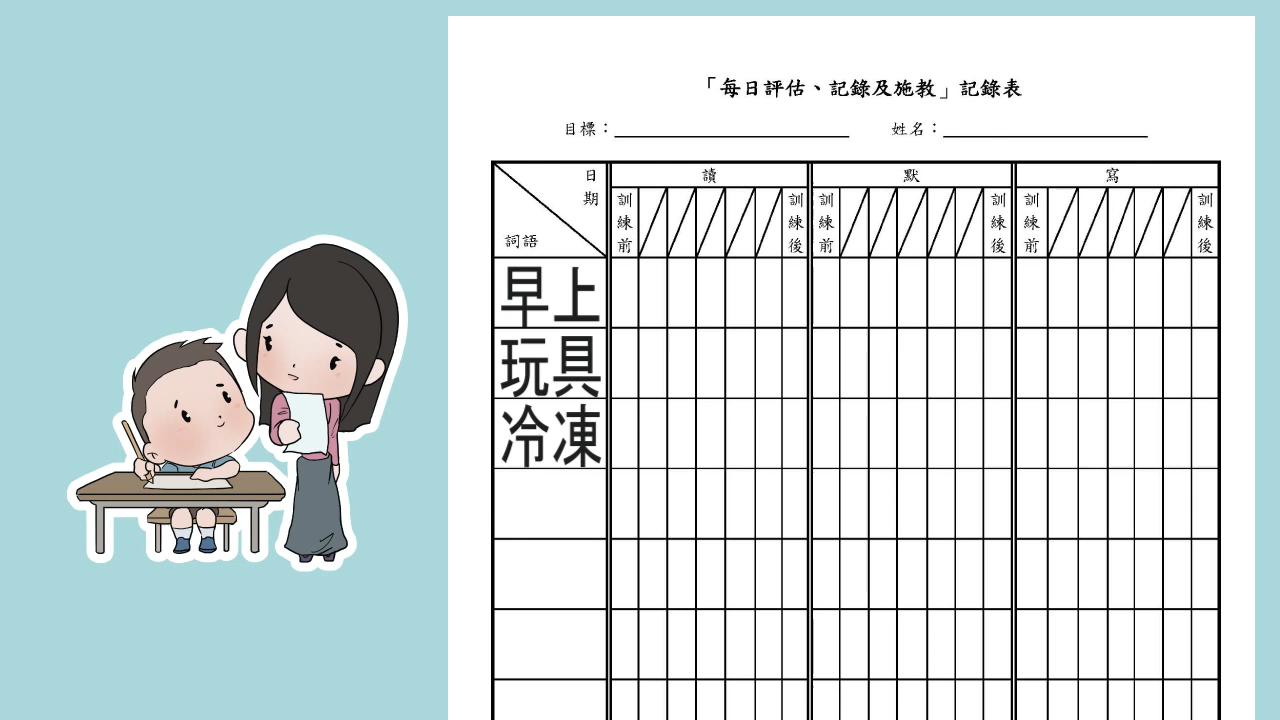 「每日評估、記錄及施教」記錄表
目標： 姓名：
日期
詞語
讀 默 寫
訓練前 訓練後 訓練前 訓練後 訓練前 訓練後
早上
玩具
冷凍